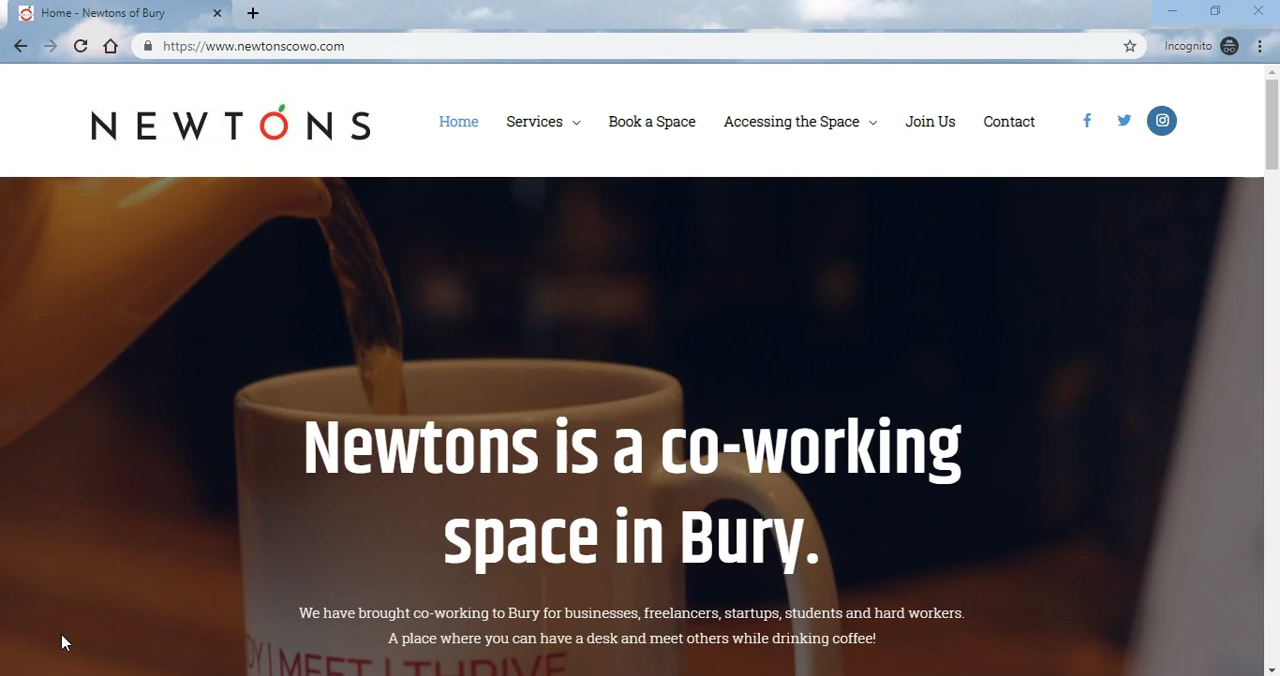 Home - Newtons of Bury
https://www.newtonscowo.com
Incognito
NEWTONS
Home Services Book a Space Accessing the Space Join Us Contact
Newtons is a co-working
space in Bury.
We have brought co-working to Bury for businesses, freelancers, startups, students and hard workers.
A place where you can have a desk and meet others while drinking coffee!
MEET | THRIVE